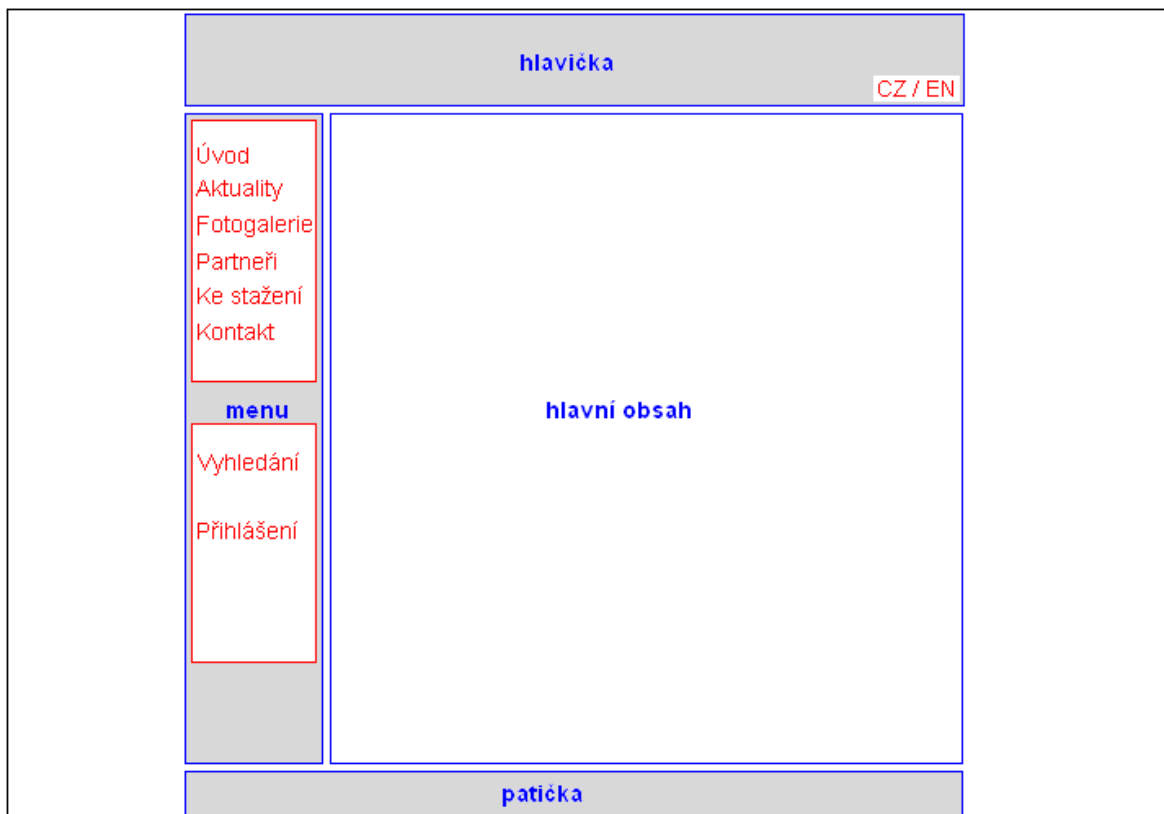 hlavička
CZ / EN
Úvod
Aktuality
Fotogalerie
Partneři
Ke stažení
Kontakt
menu
Vyhledání
Přihlášení
hlavní obsah
patička